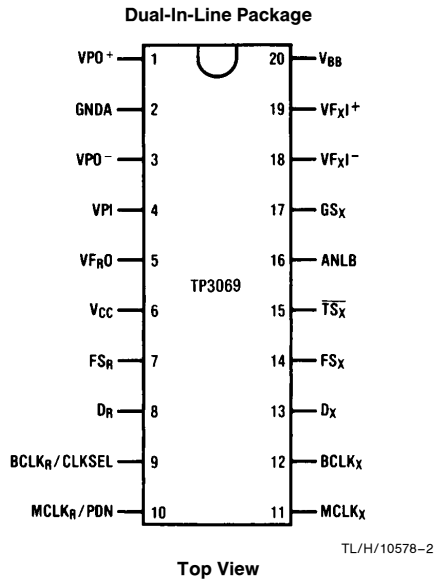 Dual-In-Line Package
VPO+ 1 20 VBB
GNDA 2 19 VFXI+
VPO− 3 18 VFXI−
VPI 4 17 GSX
VFRO 5 16 ANLB
TP3069
VCC 6 15 TSX
FSR 7 14 FSX
DR 8 13 DX
BCLKR/CLKSEL 9 12 BCLKX
MCLKR/PDN 10 11 MCLKX
TL/H/10578–2
Top View